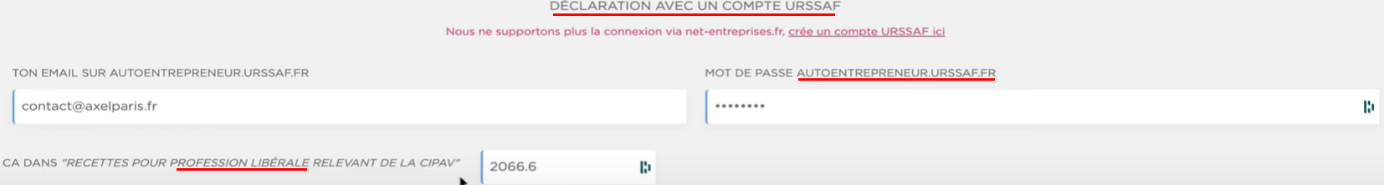 DÉCLARATION AVEC UN COMPTE URSSAF
Nous ne supportons plus la connexion via net-entreprises.fr, crée un compte URSSAF ici
TON EMAIL SUR AUTOENTREPRENEUR.URSSAF.FR
MOT DE PASSE AUTOENTREPRENEUR.URSSAF.FR
contact@axelparis.fr
••••••••
CA DANS "RECETTES POUR PROFESSION LIBÉRALE RELEVANT DE LA CIPAV"
2066.6